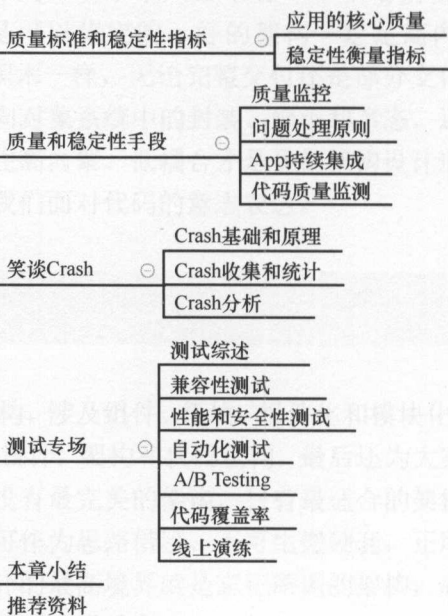 应用的核心质量
质量标准和稳定性指标
稳定性衡量指标
质量监控
问题处理原则
质量和稳定性手段
App持续集成
代码质量监测
Crash基础和原理
笑谈Crash
Crash收集和统计
Crash分析
测试综述
兼容性测试
性能和安全性测试
测试专场
自动化测试
A/B Testing
代码覆盖率
线上演练
本章小结
推荐资料